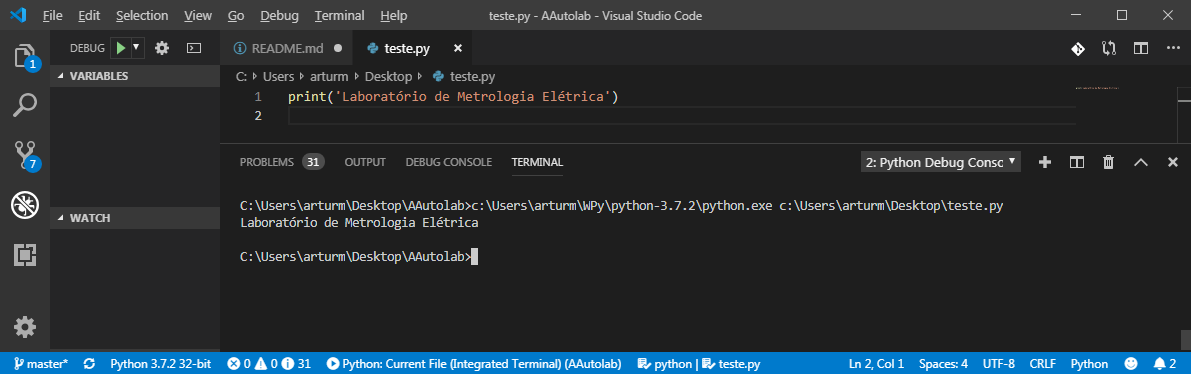 File Edit Selection View Go Debug Terminal Help teste.py - AAutolab - Visual Studio Code
DEBUG README.md teste.py
1
VARIABLES
C: Users arturm Desktop teste.py
1 print('Laboratório de Metrologia Elétrica')
2
7
PROBLEMS 31 OUTPUT DEBUG CONSOLE TERMINAL 2: Python Debug Consc
C:\Users\arturm\Desktop\AAutolab>c:\Users\arturm\WPy\python-3.7.2\python.exe c:\Users\arturm\Desktop\teste.py
WATCH
Laboratório de Metrologia Elétrica
C:\Users\arturm\Desktop\AAutolab>
master* Python 3.7.2 32-bit 0 0 31 Python: Current File (Integrated Terminal) (AAutolab) python | teste.py Ln 2, Col 1 Spaces: 4 UTF-8 CRLF Python 2